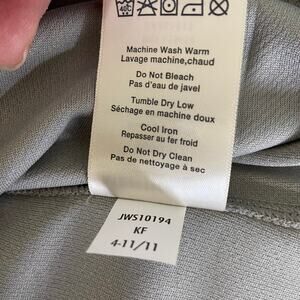 Machine Wash Warm
Lavage machine,chaud
Do Not Bleach
Pas d'eau de javel
Tumble Dry Low
Séchage en machine doux
Cool Iron
Repasser au fer froid
Do Not Dry Clean
Pas de nettoyage à sec
JWS10194
KF
4-11/11